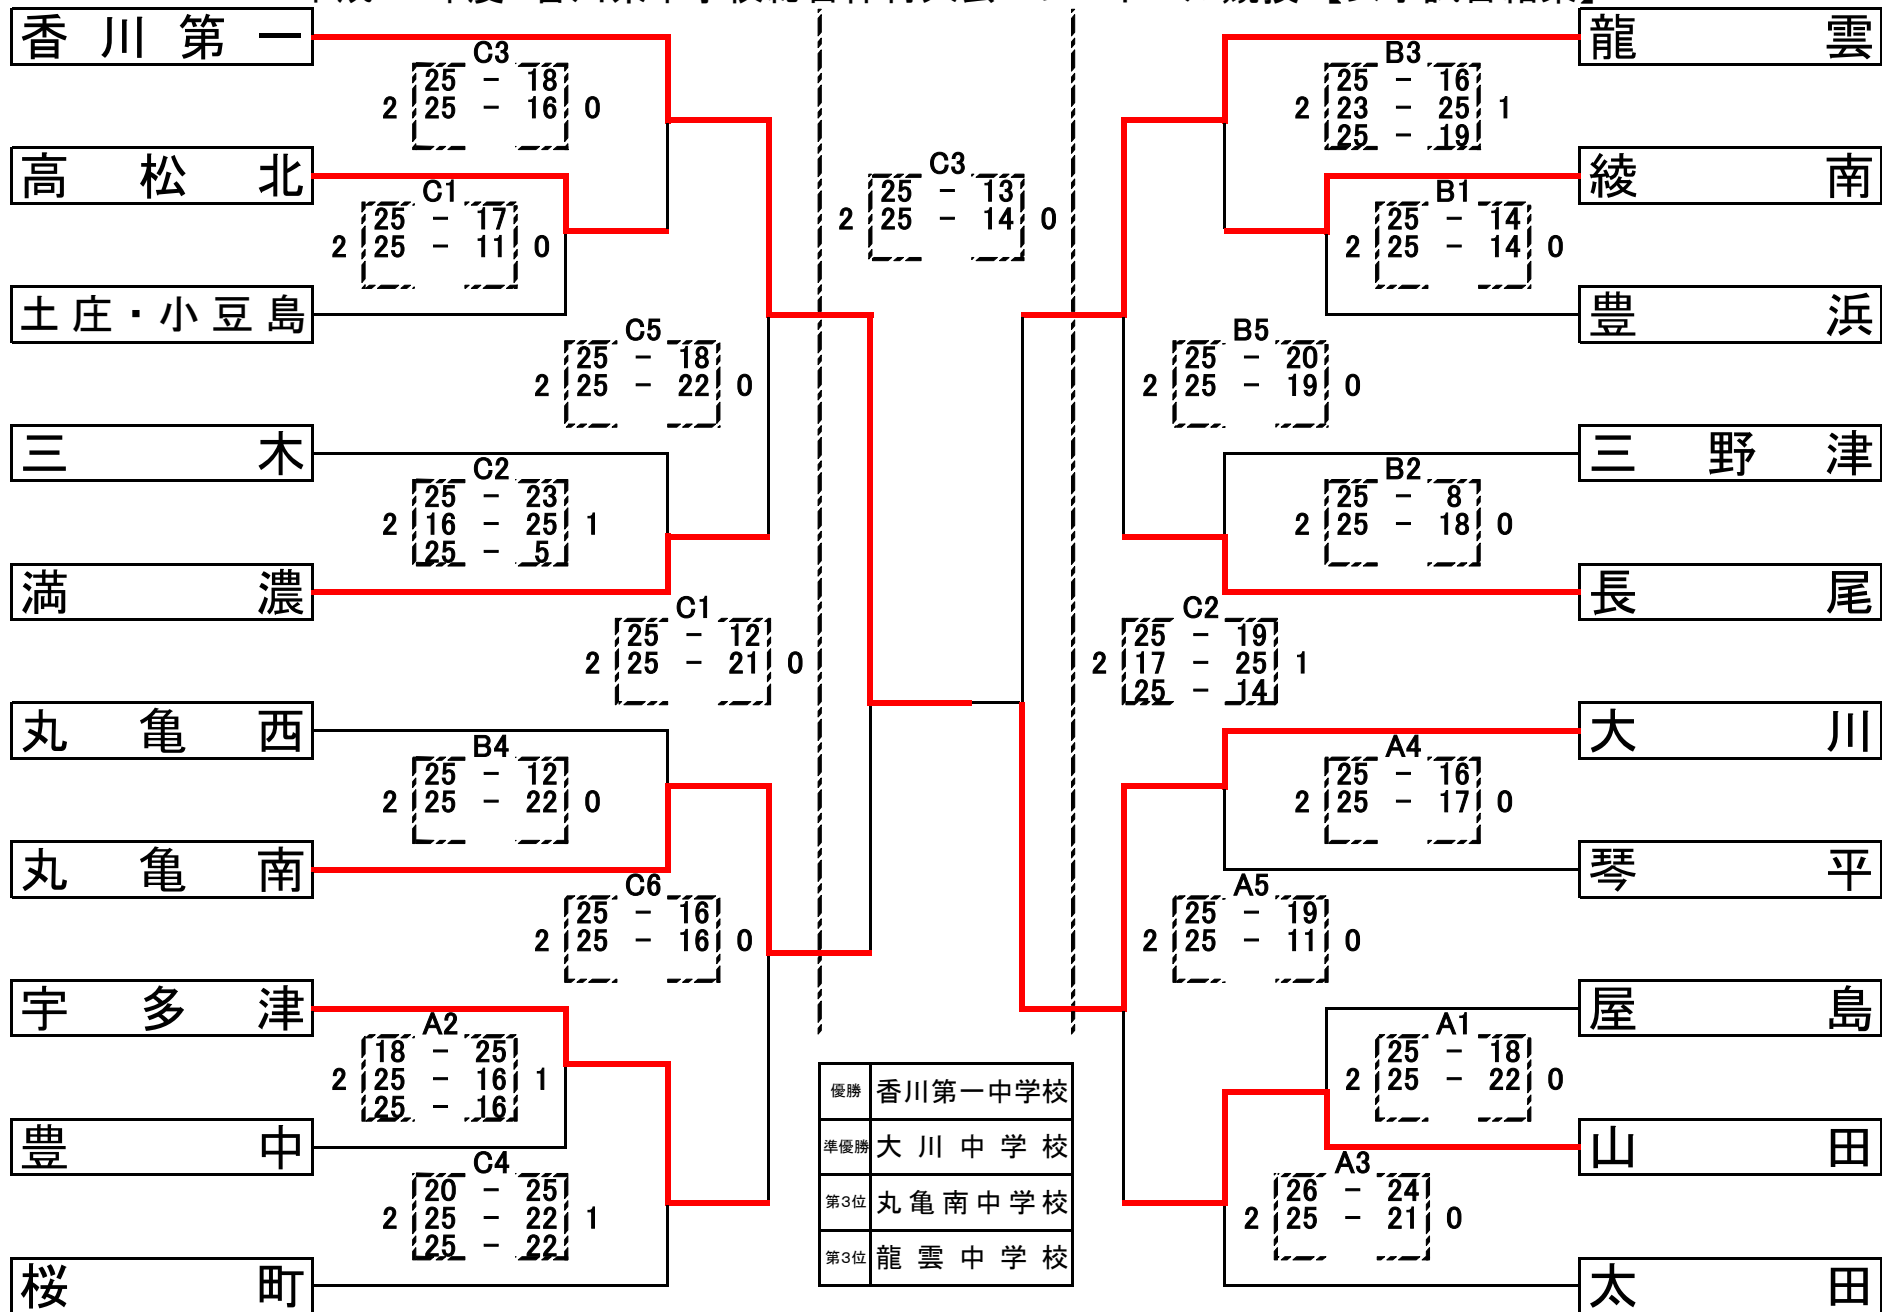 香川第一
C3
25 - 18
2 25 - 16 0
高松北
C1
25 - 17
2 25 - 11 0
土庄・小豆島
C5
25 - 18
2 25 - 22 0
三木
C2
25 - 23
2 16 - 25 1
25 - 5
満濃
C1
25 - 12
2 25 - 21 0
丸亀西
B4
25 - 12
2 25 - 22 0
丸亀南
C6
25 - 16
2 25 - 16 0
宇多津
A2
18 - 25
2 25 - 16 1
25 - 16
豊中
C4
20 - 25
2 25 - 22 1
25 - 22
桜町
C3
25 - 13
2 25 - 14 0
優勝 香川第一中学校
準優勝 大川中学校
第3位 丸亀南中学校
第3位 龍雲中学校
龍雲
B3
25 - 16
2 23 - 25 1
25 - 19
綾南
B1
25 - 14
2 25 - 14 0
豊浜
B5
25 - 20
2 25 - 19 0
三野津
B2
25 - 8
2 25 - 18 0
長尾
C2
25 - 19
2 17 - 25 1
25 - 14
大川
A4
25 - 16
2 25 - 17 0
琴平
A5
25 - 19
2 25 - 11 0
屋島
A1
25 - 18
2 25 - 22 0
山田
A3
26 - 24
2 25 - 21 0
太田